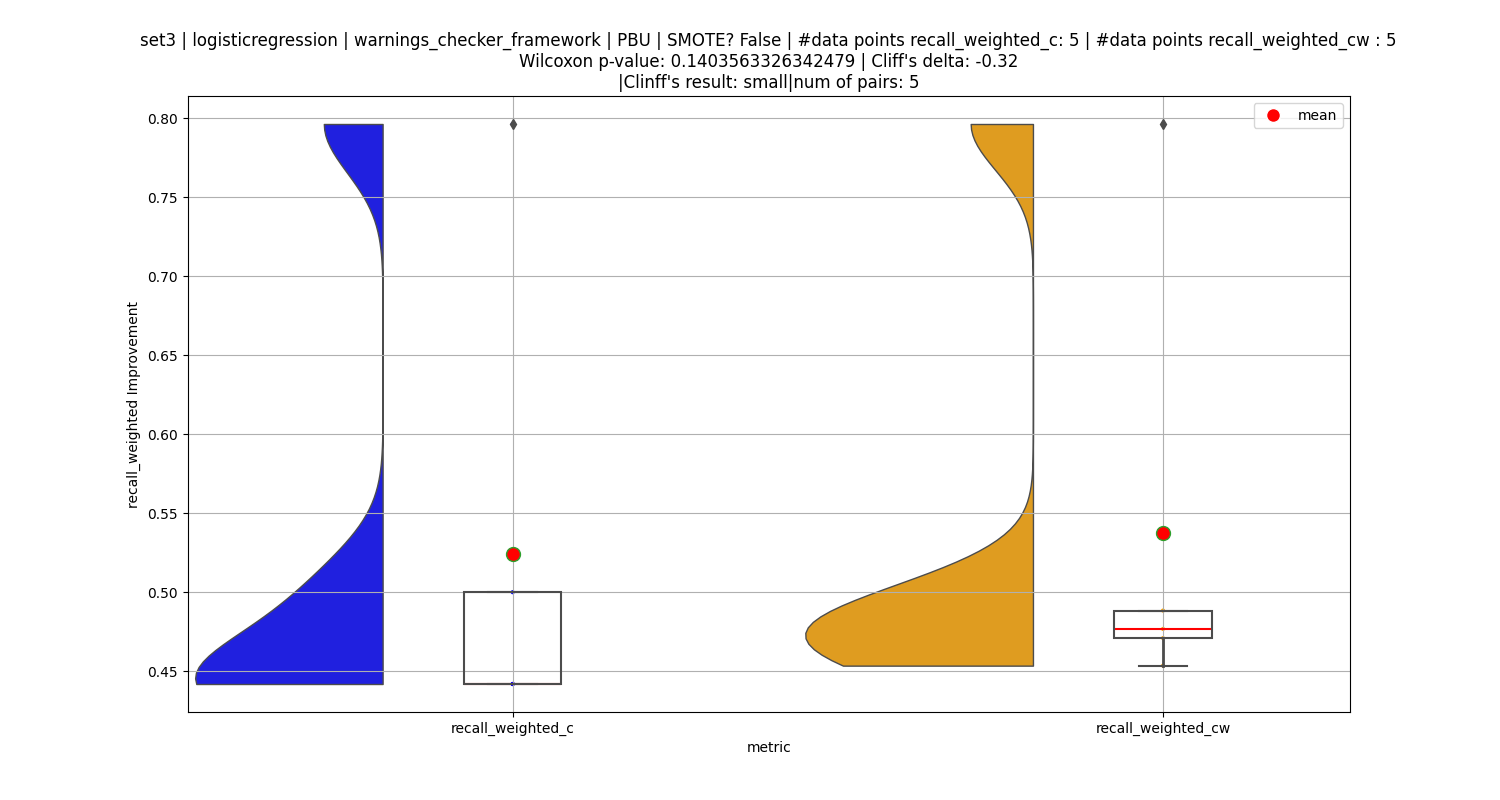 set3 | logisticregression | warnings_checker_framework | PBU | SMOTE? False | #data points recall_weighted_c: 5 | #data points recall_weighted_cw : 5
Wilcoxon p-value: 0.1403563326342479 | Cliff's delta: -0.32
|Clinff's result: small|num of pairs: 5
mean
0.80
0.75
0.70
0.65
0.60
0.55
0.50
0.45
recall_weighted Improvement
recall_weighted_c
recall_weighted_cw
metric